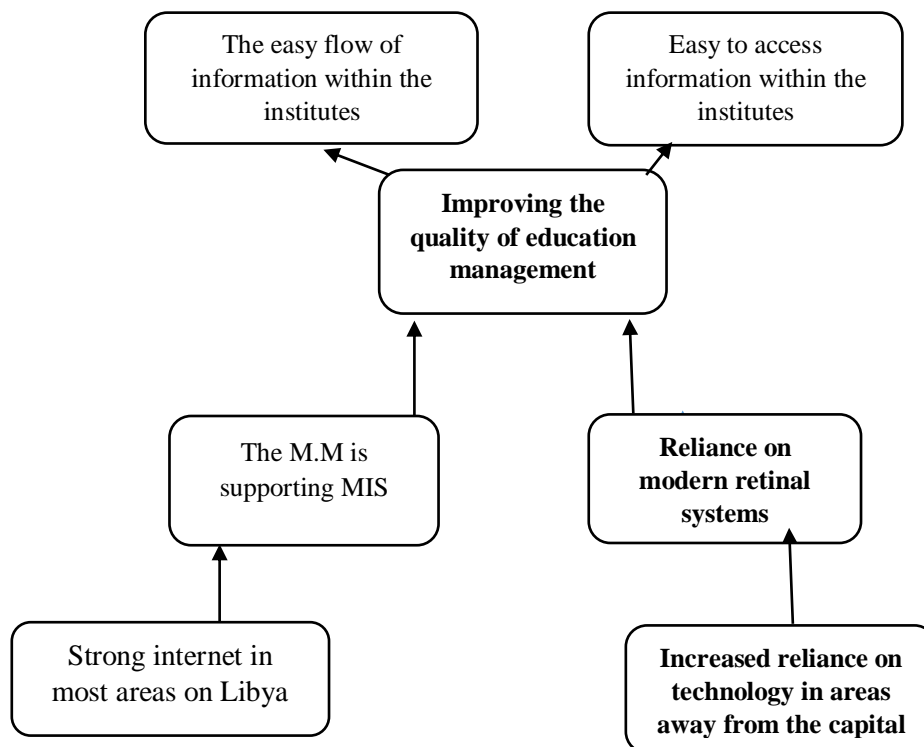 The easy flow of
information within the
institutes
Easy to access
information within the
institutes
Improving the
quality of education
management
The M.M is
supporting MIS
Reliance on
modern retinal
systems
Strong internet in
most areas on Libya
Increased reliance on
technology in areas
away from the capital